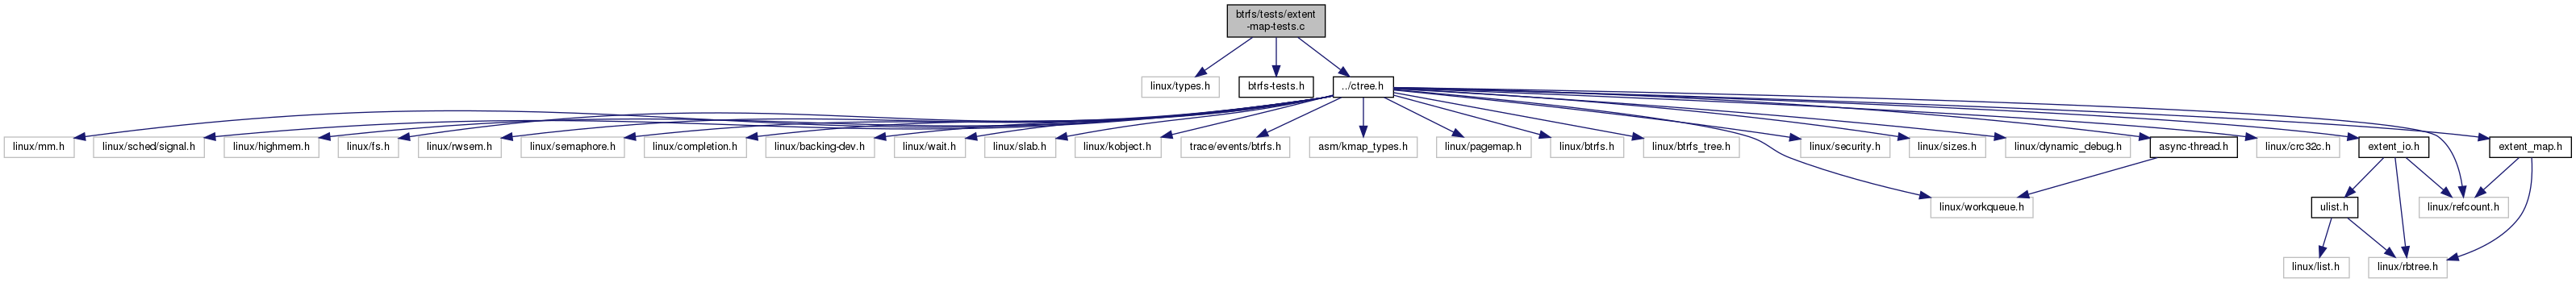 btrfs/tests/extent
-map-tests.c
linux/types.h
btrfs-tests.h
../ctree.h
linux/mm.h
linux/sched/signal.h
linux/highmem.h
linux/fs.h
linux/rwsem.h
linux/semaphore.h
linux/completion.h
linux/backing-dev.h
linux/wait.h
linux/slab.h
linux/kobject.h
trace/events/btrfs.h
asm/kmap_types.h
linux/pagemap.h
linux/btrfs.h
linux/btrfs_tree.h
linux/security.h
linux/sizes.h
linux/dynamic_debug.h
async-thread.h
linux/crc32c.h
extent_io.h
extent_map.h
linux/workqueue.h
ulist.h
linux/refcount.h
linux/list.h
linux/rbtree.h